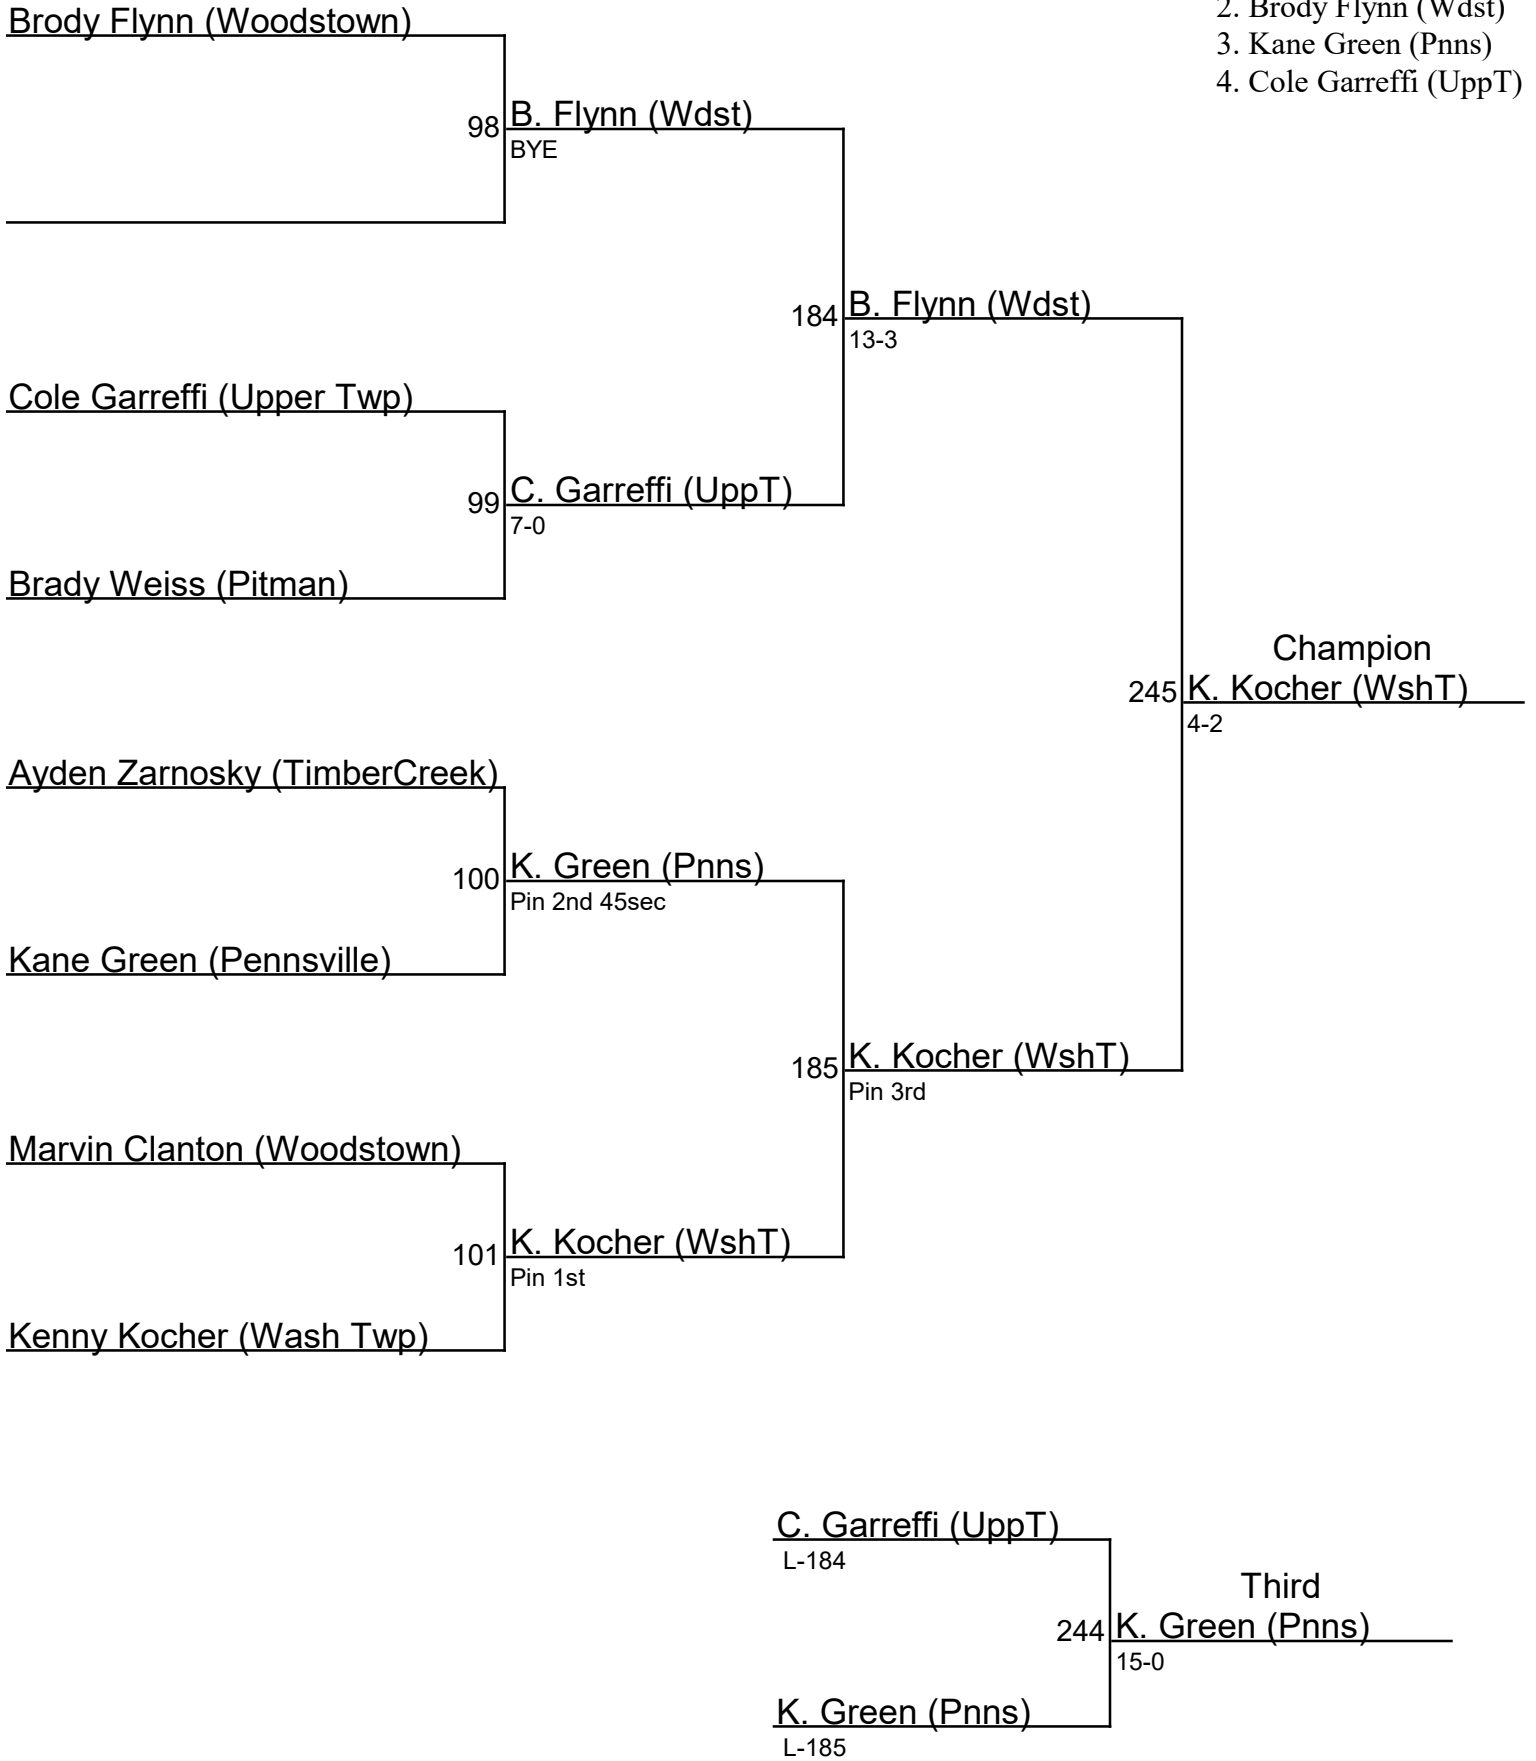 Brody Flynn (Woodstown)
2. Brody Flynn (Wdst)
3. Kane Green (Pnns)
4. Cole Garreffi (UppT)
98
B. Flynn (Wdst)
BYE
184
B. Flynn (Wdst)
13-3
Cole Garreffi (Upper Twp)
99
C. Garreffi (UppT)
7-0
Brady Weiss (Pitman)
Champion
245
K. Kocher (WshT)
4-2
Ayden Zarnosky (TimberCreek)
100
K. Green (Pnns)
Pin 2nd 45sec
Kane Green (Pennsville)
185
K. Kocher (WshT)
Pin 3rd
Marvin Clanton (Woodstown)
101
K. Kocher (WshT)
Pin 1st
Kenny Kocher (Wash Twp)
C. Garreffi (UppT)
L-184
Third
244
K. Green (Pnns)
15-0
K. Green (Pnns)
L-185